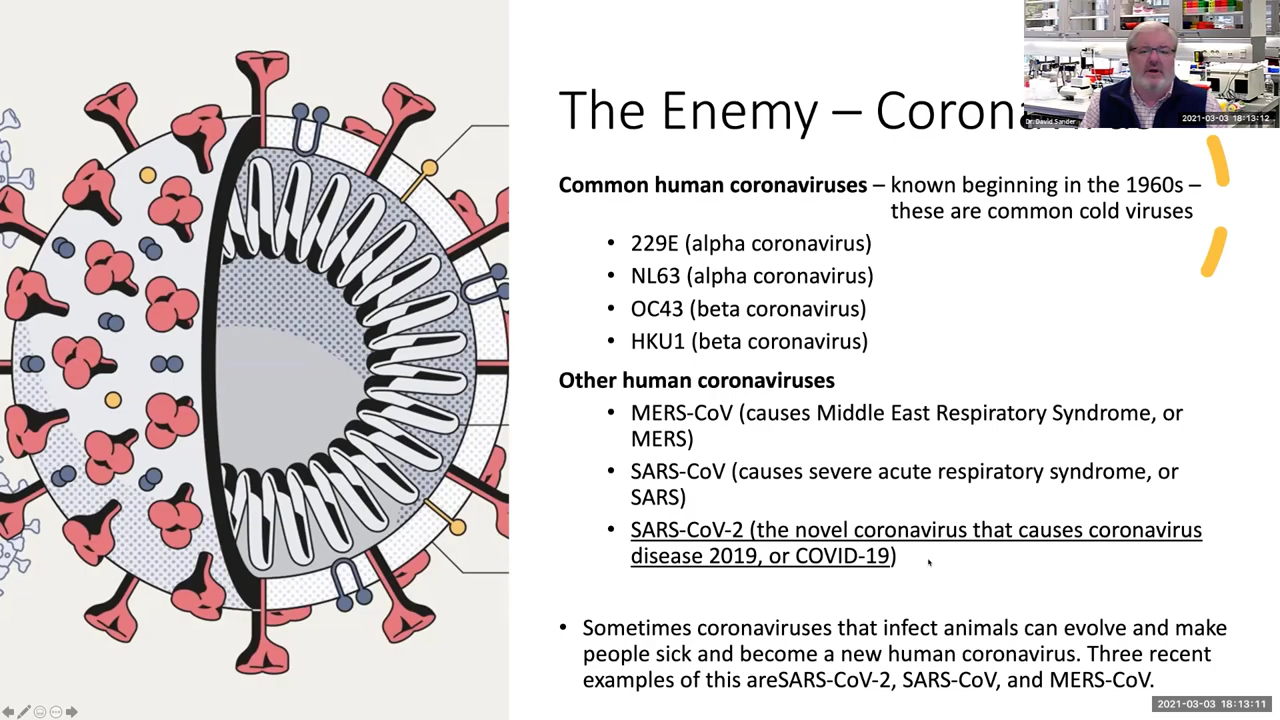 The Enemy – Corona
Dr. David Sander
2021-03-03 18:13:12
Common human coronaviruses – known beginning in the 1960s –
these are common cold viruses
• 229E (alpha coronavirus)
• NL63 (alpha coronavirus)
• OC43 (beta coronavirus)
• HKU1 (beta coronavirus)
Other human coronaviruses
• MERS-CoV (causes Middle East Respiratory Syndrome, or
MERS)
• SARS-CoV (causes severe acute respiratory syndrome, or
SARS)
• SARS-CoV-2 (the novel coronavirus that causes coronavirus
disease 2019, or COVID-19)
• Sometimes coronaviruses that infect animals can evolve and make
people sick and become a new human coronavirus. Three recent
examples of this areSARS-CoV-2, SARS-CoV, and MERS-CoV.
2021-03-03 18:13:11